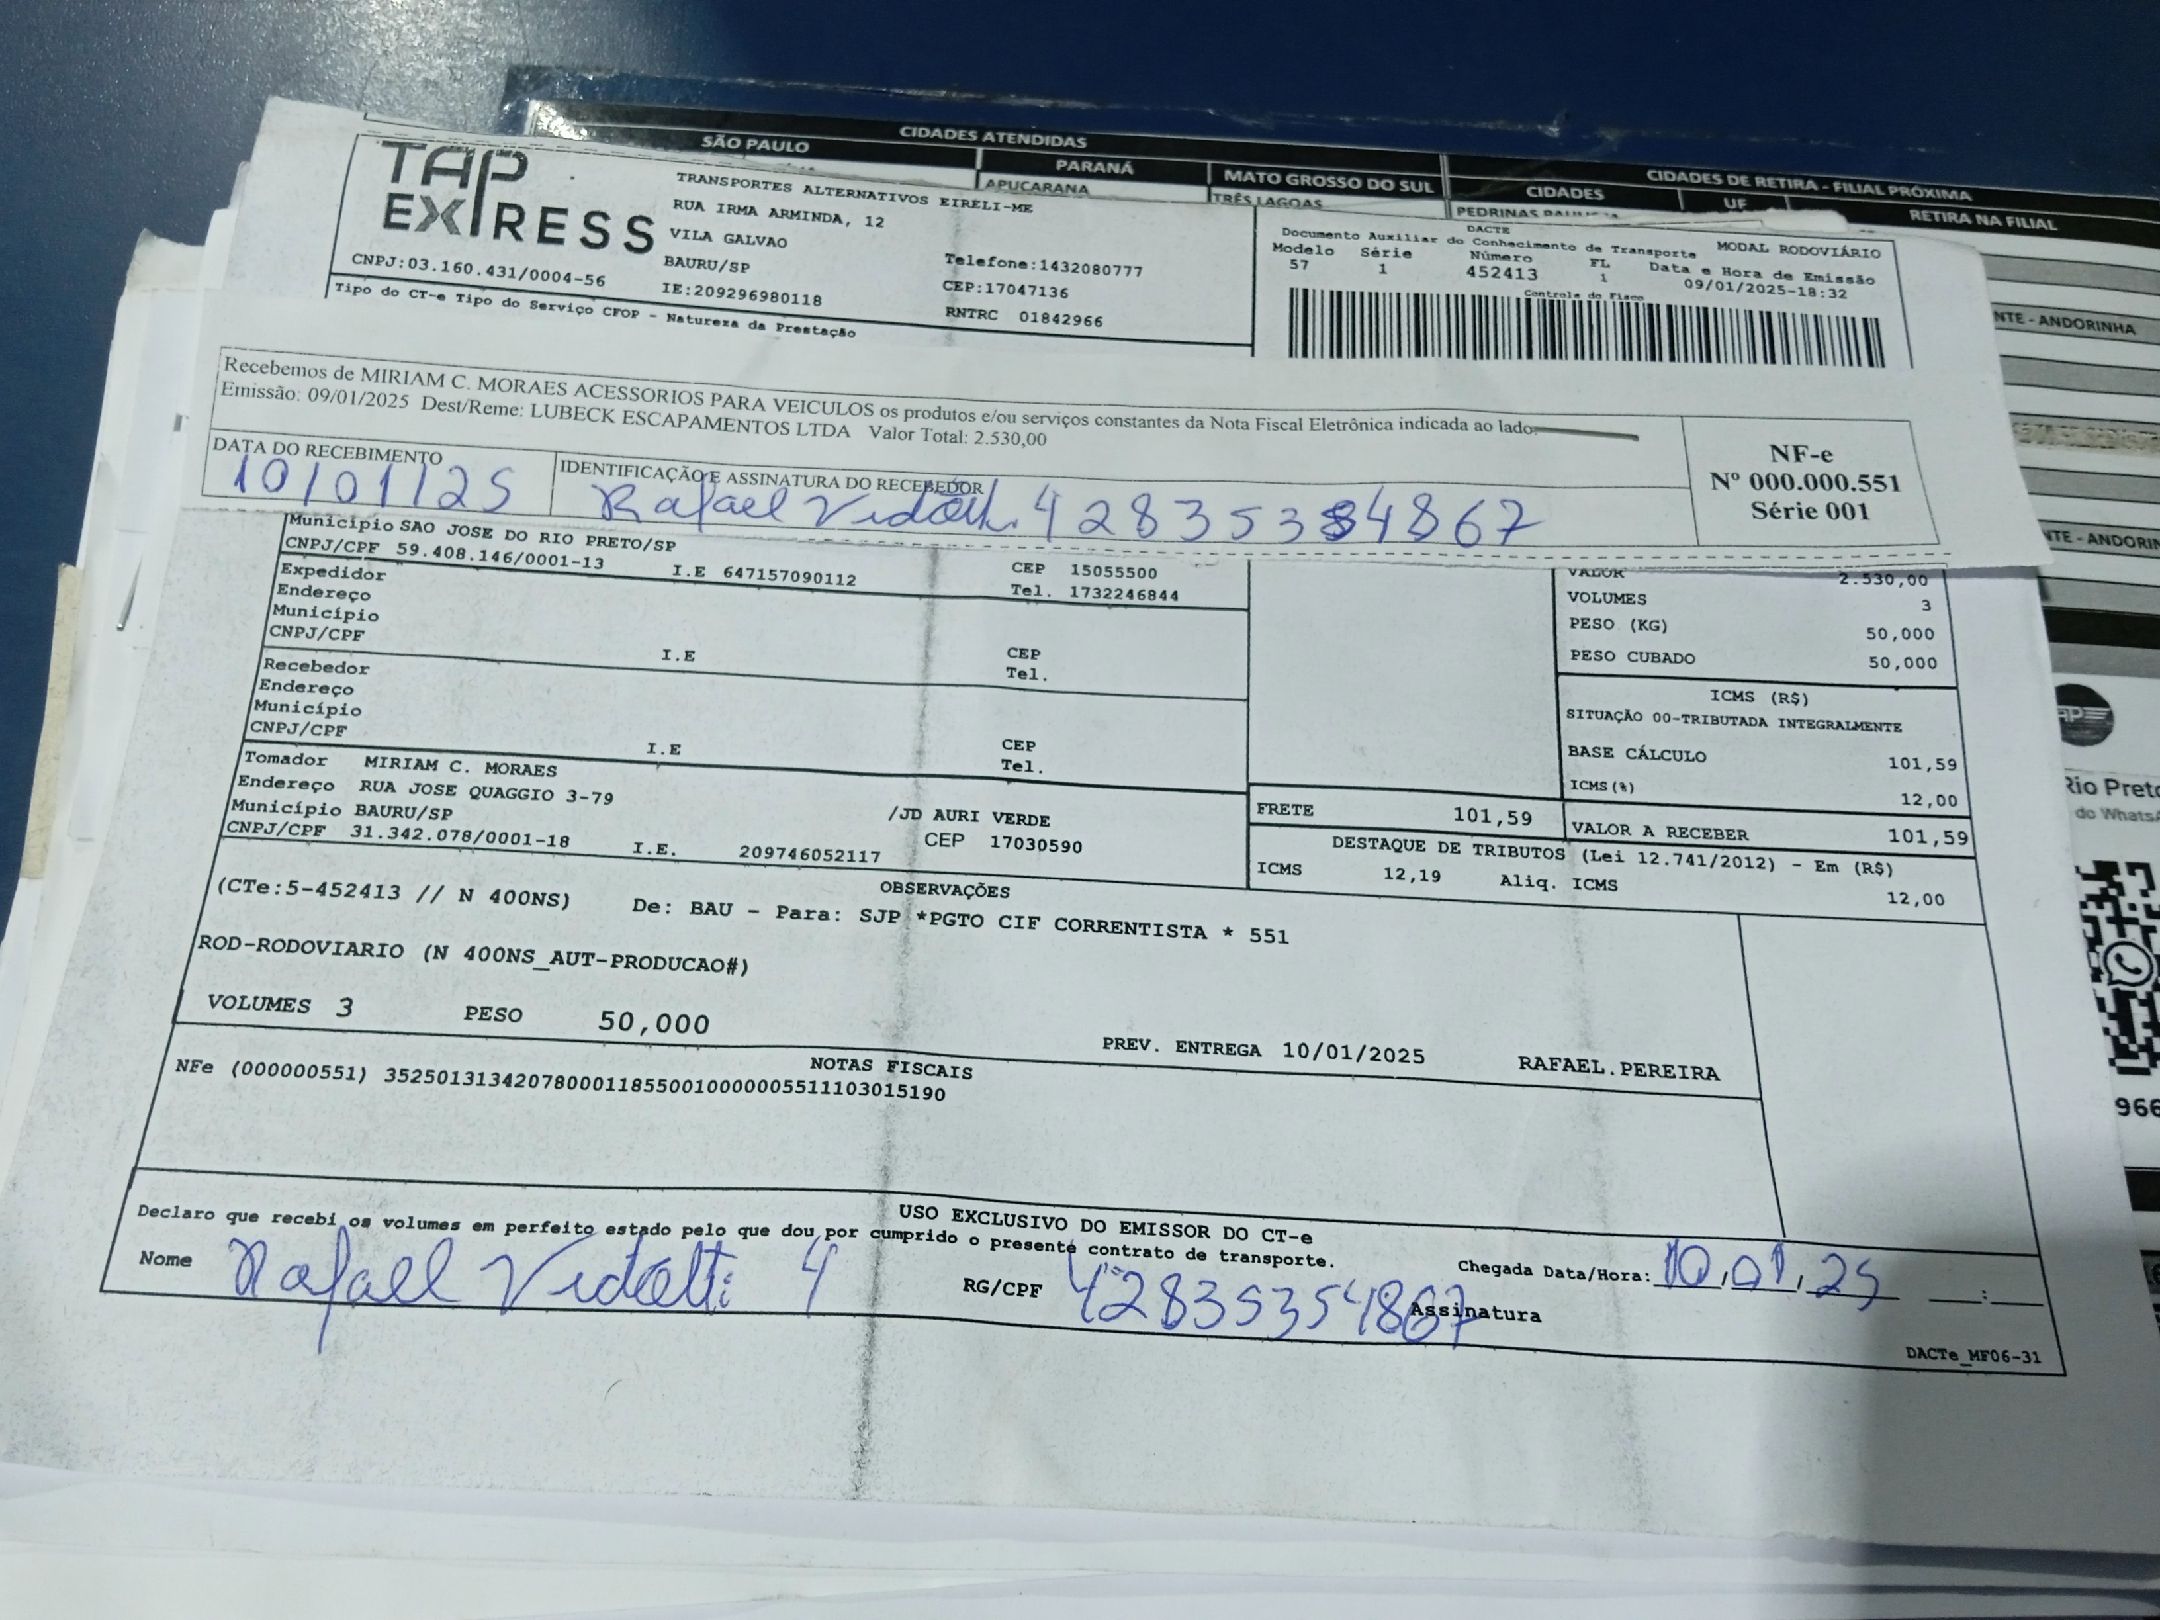 CIDADES ATENDIDAS
SÃO PAULO
PARANÁ
MATO GROSSO DO SUL
CIDADES DE RETIRA - FILIAL PRÓXIMA
CIDADES
UF
RETIRA NA FILIAL
APUCARANA
TRÊS LAGOAS
TAP EXPRESS
TRANSPORTES ALTERNATIVOS EIRELI-ME
RUA IRMA ARMINDA, 12
VILA GALVAO
BAURU/SP
Telefone:1432080777
CNPJ:03.160.431/0004-56
IE:209296980118
CEP:17047136
RNTRC 01842966
Tipo do CT-e Tipo do Serviço CFOP - Natureza da Prestação
DACTE
Documento Auxiliar do Conhecimento de Transporte
MODAL RODOVIÁRIO
Modelo Série Número FL Data e Hora de Emissão
57 1 452413 1 09/01/2025-18:32
Controle do Fisco
NTE - ANDORINHA
Recebemos de MIRIAM C. MORAES ACESSORIOS PARA VEICULOS os produtos e/ou serviços constantes da Nota Fiscal Eletrônica indicada ao lado.
Emissão: 09/01/2025 Dest/Reme: LUBECK ESCAPAMENTOS LTDA Valor Total: 2.530,00
DATA DO RECEBIMENTO
10/01/25
IDENTIFICAÇÃO E ASSINATURA DO RECEBEDOR
Rafael Vidotti 42835354867
NF-e
Nº 000.000.551
Série 001
NTE - ANDORIN
Município SAO JOSE DO RIO PRETO/SP
CNPJ/CPF 59.408.146/0001-13 I.E 647157090112
CEP 15055500
Tel. 1732246844
Expedidor
Endereço
Município
CNPJ/CPF
I.E
CEP
Tel.
Recebedor
Endereço
Município
CNPJ/CPF
I.E
CEP
Tel.
VALOR 2.530,00
VOLUMES 3
PESO (KG) 50,000
PESO CUBADO 50,000
ICMS (R$)
SITUAÇÃO 00-TRIBUTADA INTEGRALMENTE
BASE CÁLCULO 101,59
ICMS(%) 12,00
Tomador MIRIAM C. MORAES
Endereço RUA JOSE QUAGGIO 3-79 /JD AURI VERDE
Município BAURU/SP CEP 17030590
CNPJ/CPF 31.342.078/0001-18 I.E. 209746052117
FRETE 101,59 VALOR A RECEBER 101,59
DESTAQUE DE TRIBUTOS (Lei 12.741/2012) - Em (R$)
ICMS 12,19 Aliq. ICMS 12,00
OBSERVAÇÕES
(CTe:5-452413 // N 400NS) De: BAU - Para: SJP *PGTO CIF CORRENTISTA * 551
ROD-RODOVIARIO (N 400NS_AUT-PRODUCAO#)
VOLUMES 3 PESO 50,000
PREV. ENTREGA 10/01/2025 RAFAEL.PEREIRA
NOTAS FISCAIS
NFe (000000551) 35250131342078000118550010000005511103015190
USO EXCLUSIVO DO EMISSOR DO CT-e
Declaro que recebi os volumes em perfeito estado pelo que dou por cumprido o presente contrato de transporte.
Nome Rafael Vidotti 4
RG/CPF 42835354867
Assinatura
Chegada Data/Hora: 10,01,25 :
DACTe_MF06-31
Rio Preto
966